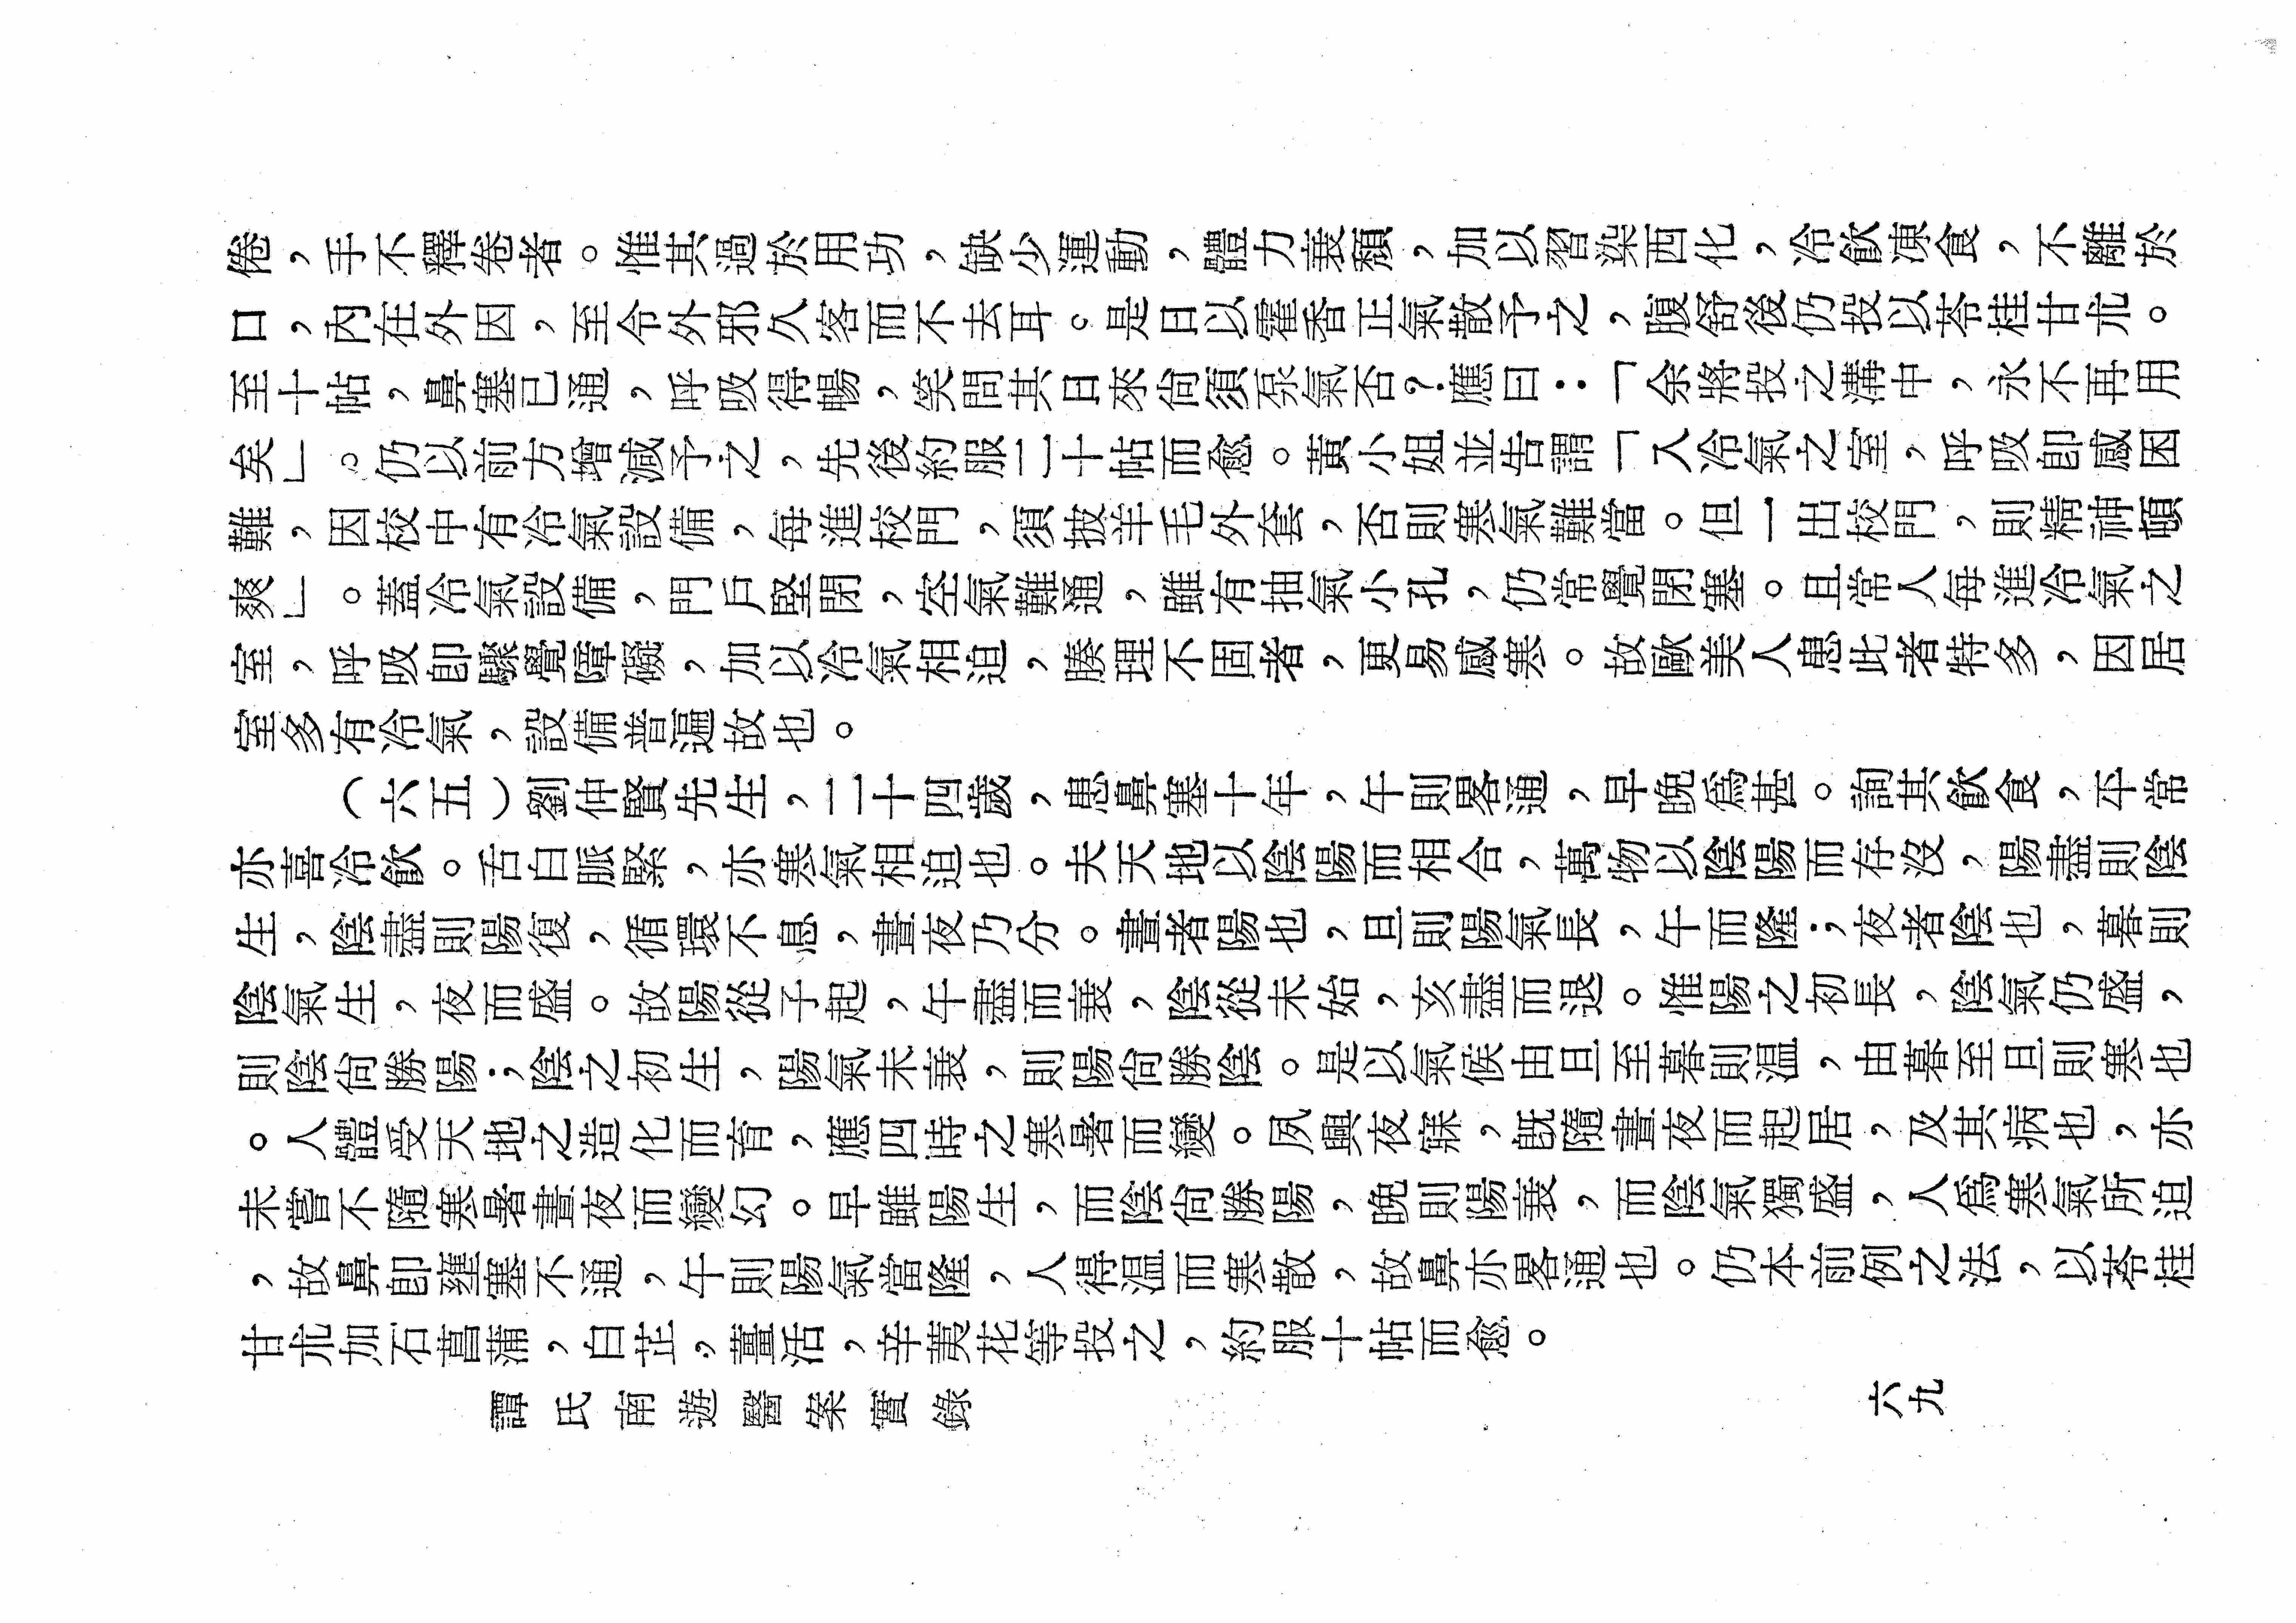 倦，手不釋卷者。惟其過於用功，缺少運動，體力衰頹，加以習染西化，冷飲凍食，不離於
口，內在外因，至令外邪久客而不去耳。是日以霍香正氣散予之，腹舒後仍投以苓桂甘朮。
至十帖，鼻塞已通，呼吸得暢，笑問其日來尙須泵氣否？應曰：「余將投之溝中，永不再用
矣」。仍以前方增減予之，先後約服二十帖而愈。黃小姐並告謂「入冷氣之室，呼吸卽感困
難，因校中有冷氣設備，每進校門，須披羊毛外套，否則寒氣難當。但一出校門，則精神頓
爽」。蓋冷氣設備，門戶堅閉，空氣難通，雖有抽氣小孔，仍常覺閉塞。且常人每進冷氣之
室，呼吸卽驟覺障礙，加以冷氣相迫，腠理不固者，更易感寒。故歐美人患此者特多，因居
室多有冷氣，設備普遍故也。
（六五）劉仲賢先生，二十四歲，患鼻塞十年，午則畧通，早晚爲甚。詢其飲食，平常
亦喜冷飲。舌白脈緊，亦寒氣相迫也。夫天地以陰陽而相合，萬物以陰陽而存沒，陽盡則陰
生，陰盡則陽復，循環不息，晝夜乃分。晝者陽也，旦則陽氣長，午而隆；夜者陰也，暮則
陰氣生，夜而盛。故陽從子起，午盡而衰，陰從未始，亥盡而退。惟陽之初長，陰氣仍盛，
則陰尙勝陽；陰之初生，陽氣未衰，則陽尙勝陰。是以氣候由旦至暮則温，由暮至旦則寒也
。人體受天地之造化而育，應四時之寒暑而變。夙興夜寐，旣隨晝夜而起居，及其病也，亦
未嘗不隨寒暑晝夜而變幻。早雖陽生，而陰尙勝陽，晚則陽衰，而陰氣獨盛，人爲寒氣所迫
，故鼻卽壅塞不通，午則陽氣當隆，人得温而寒散，故鼻亦畧通也。仍本前例之法，以苓桂
甘朮加石菖蒲，白芷，薑活，辛荑花等投之，約服十帖而愈。
譚氏南遊醫案實錄
六九